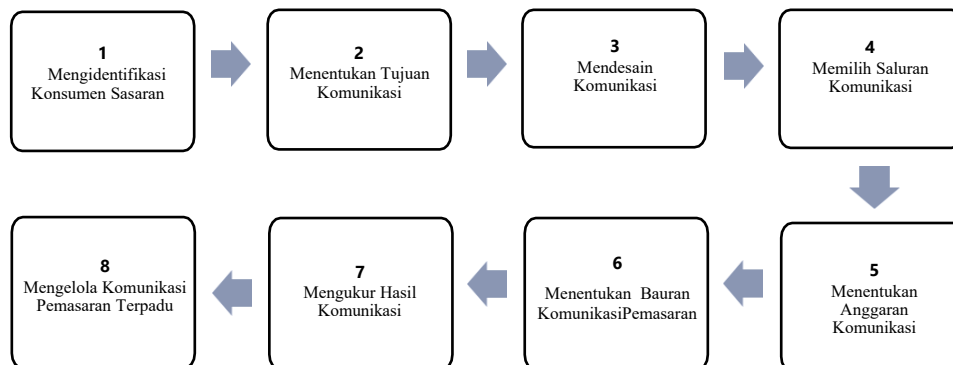 1
Mengidentifikasi
Konsumen Sasaran
2
Menentukan Tujuan
Komunikasi
3
Mendesain
Komunikasi
4
Memilih Saluran
Komunikasi
5
Menentukan
Anggaran
Komunikasi
6
Menentukan Bauran
KomunikasiPemasaran
7
Mengukur Hasil
Komunikasi
8
Mengelola Komunikasi
Pemasaran Terpadu